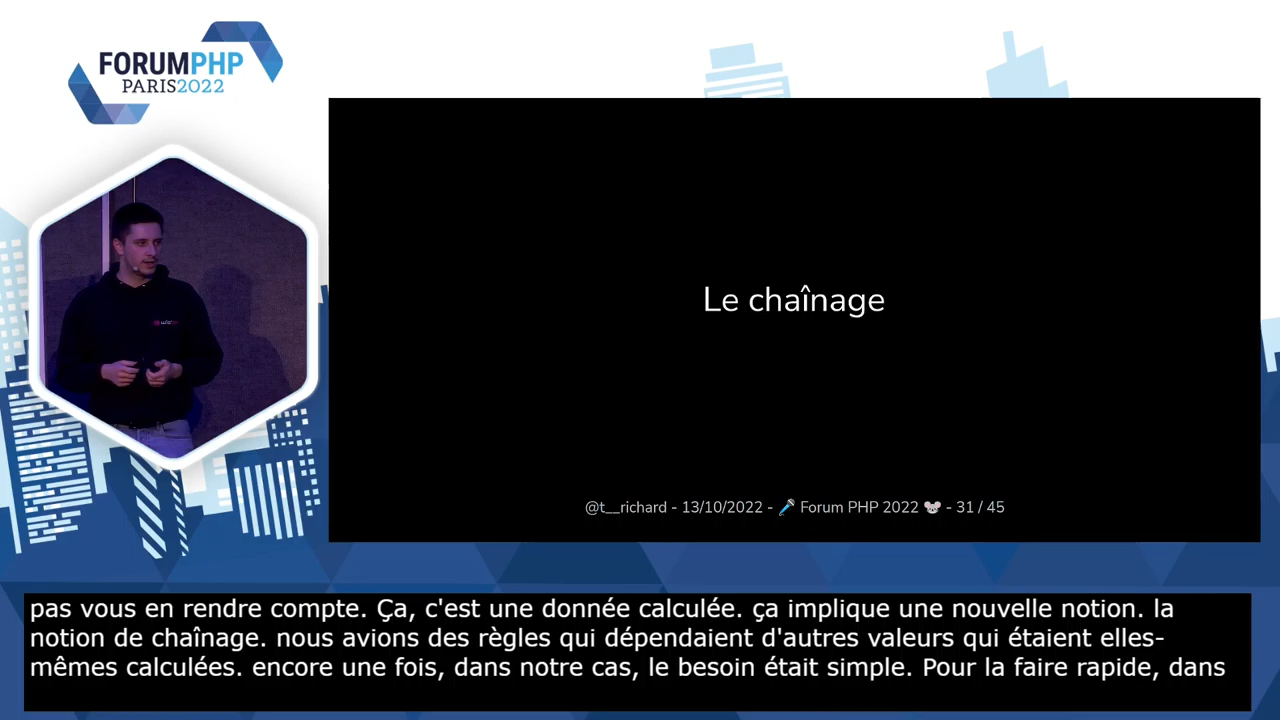 FORUMPHP
PARIS2022
Le chaînage
@t__richard - 13/10/2022 - 🎤 Forum PHP 2022 🐭 - 31 / 45
pas vous en rendre compte. Ça, c'est une donnée calculée. ça implique une nouvelle notion. la
notion de chaînage. nous avions des règles qui dépendaient d'autres valeurs qui étaient elles-
mêmes calculées. encore une fois, dans notre cas, le besoin était simple. Pour la faire rapide, dans